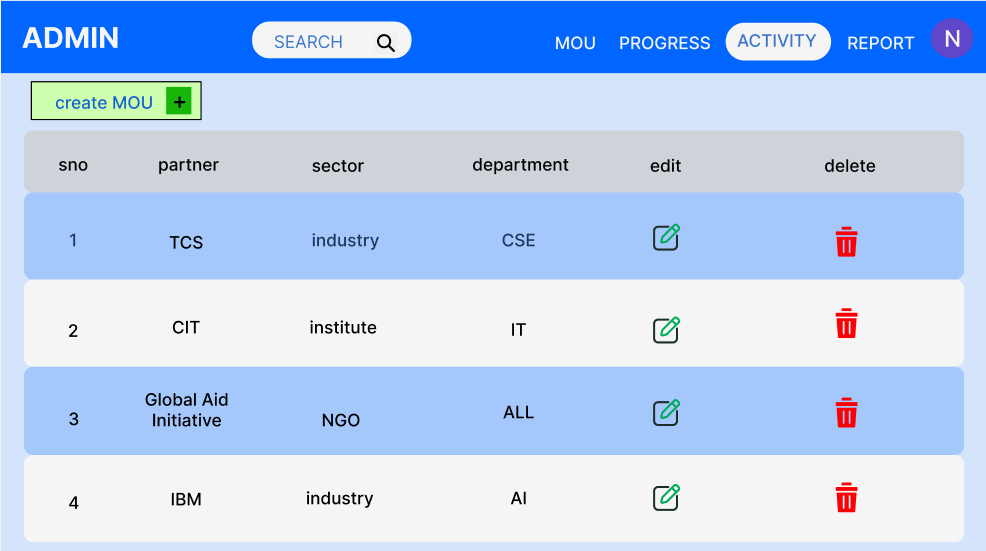 ADMIN SEARCH MOU PROGRESS ACTIVITY REPORT N
create MOU +
sno partner sector department edit delete
1 TCS industry CSE
2 CIT institute IT
Global Aid
3 Initiative NGO ALL
4 IBM industry AI